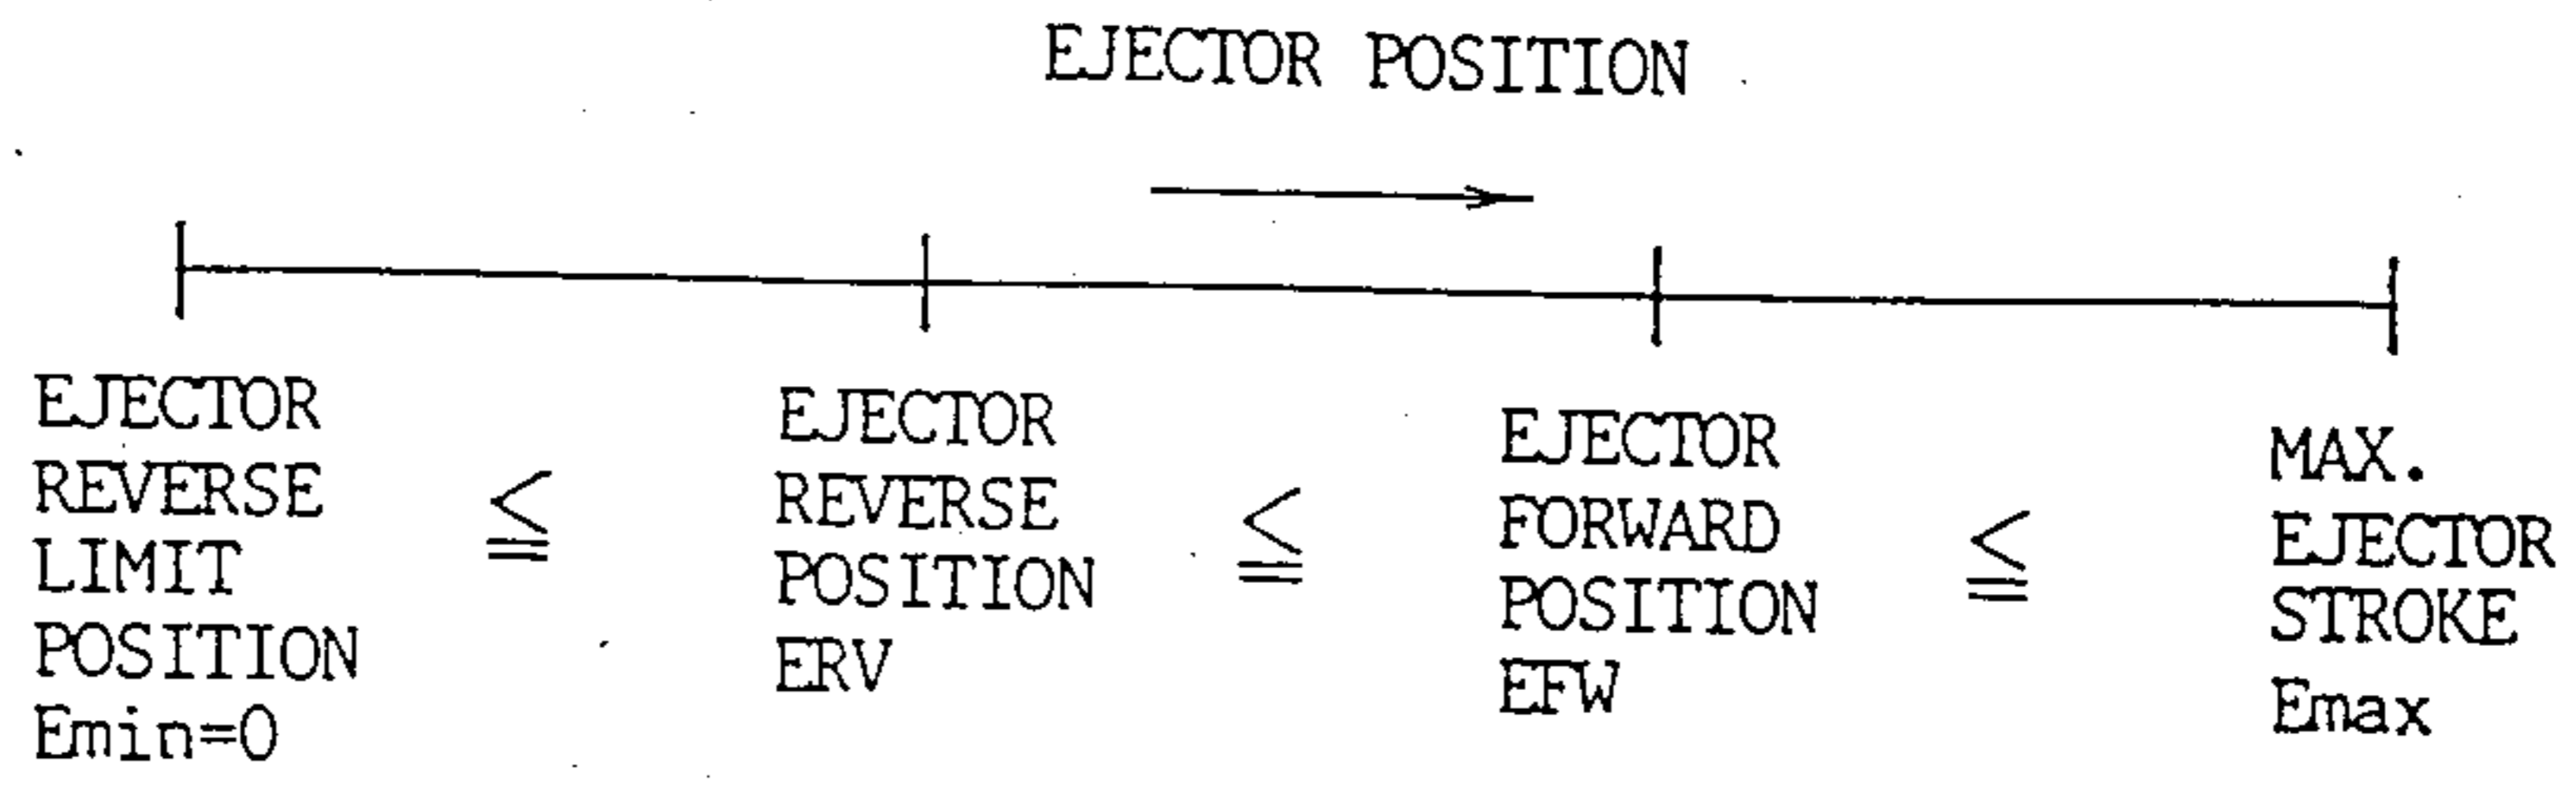 EJECTOR POSITION
EJECTOR
REVERSE
LIMIT
POSITION
Emin=0
≦
EJECTOR
REVERSE
POSITION
ERV
≦
EJECTOR
FORWARD
POSITION
EFW
≦
MAX.
EJECTOR
STROKE
Emax